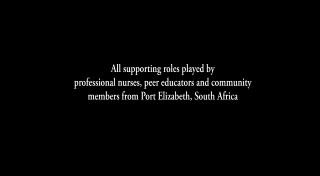 All supporting roles played by
professional nurses, peer educators and community
members from Port Elizabeth, South Africa